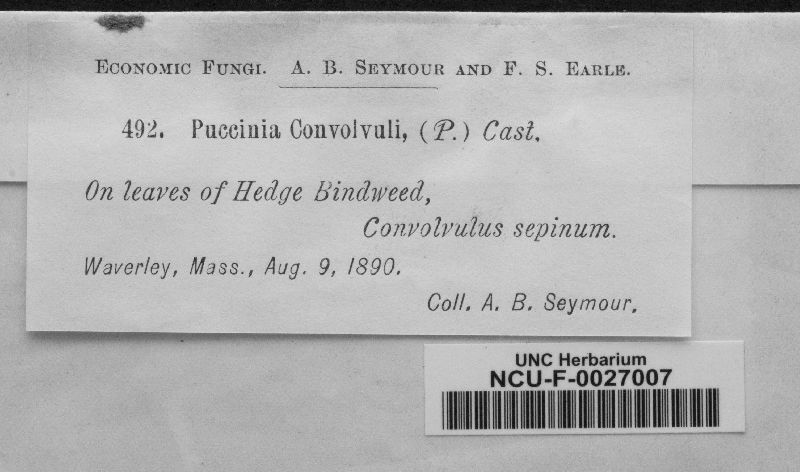 Economic Fungi. A. B. Seymour and F. S. Earle.
492. Puccinia Convolvuli, (P.) Cast.
On leaves of Hedge Bindweed,
Convolvulus sepinum.
Waverley, Mass., Aug. 9, 1890.
Coll. A. B. Seymour.
UNC Herbarium
NCU-F-0027007